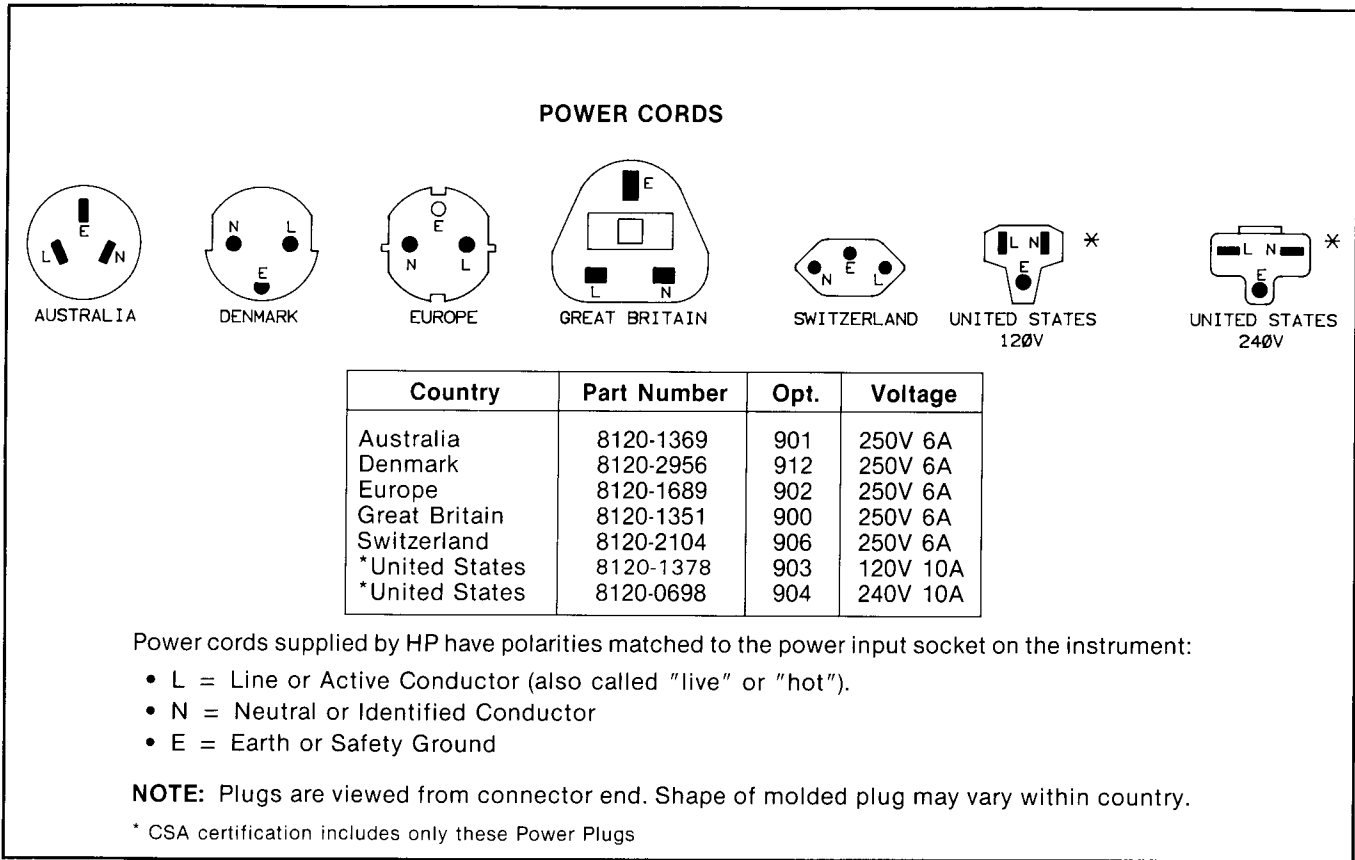 POWER CORDS
E
L
N
AUSTRALIA
N
L
E
DENMARK
E
N
L
EUROPE
E
L
N
GREAT BRITAIN
N
E
L
SWITZERLAND
L N
E
*
UNITED STATES
120V
L N
E
*
UNITED STATES
240V
Country Part Number Opt. Voltage
Australia 8120-1369 901 250V 6A
Denmark 8120-2956 912 250V 6A
Europe 8120-1689 902 250V 6A
Great Britain 8120-1351 900 250V 6A
Switzerland 8120-2104 906 250V 6A
*United States 8120-1378 903 120V 10A
*United States 8120-0698 904 240V 10A
Power cords supplied by HP have polarities matched to the power input socket on the instrument:
• L = Line or Active Conductor (also called "live" or "hot").
• N = Neutral or Identified Conductor
• E = Earth or Safety Ground
NOTE: Plugs are viewed from connector end. Shape of molded plug may vary within country.
* CSA certification includes only these Power Plugs